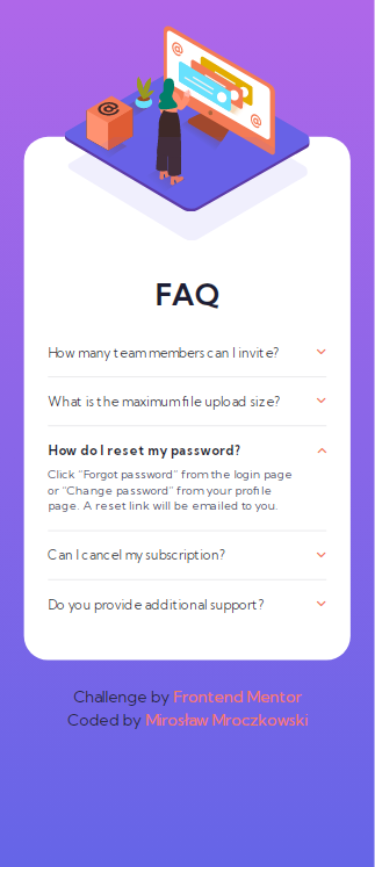 FAQ
How many team members can I invite?
What is the maximum file upload size?
How do I reset my password?
Click “Forgot password” from the login page
or “Change password” from your profile
page. A reset link will be emailed to you.
Can I cancel my subscription?
Do you provide additional support?
Challenge by Frontend Mentor
Coded by Mirosław Mroczkowski